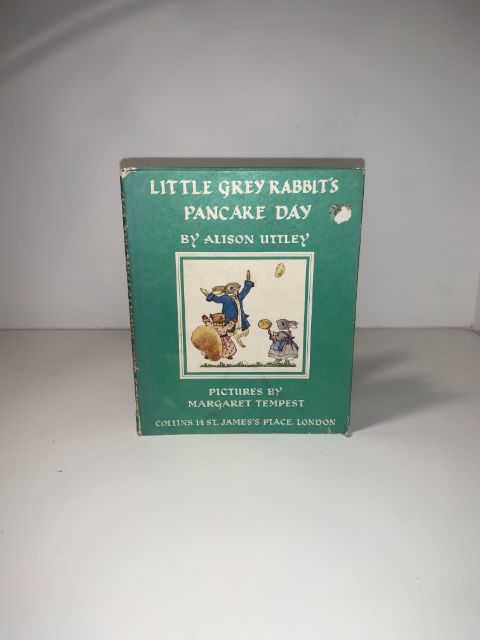 LITTLE GREY RABBIT'S
PANCAKE DAY
BY ALISON UTTLEY
PICTURES BY
MARGARET TEMPEST
COLLINS, 14 ST. JAMES'S PLACE, LONDON